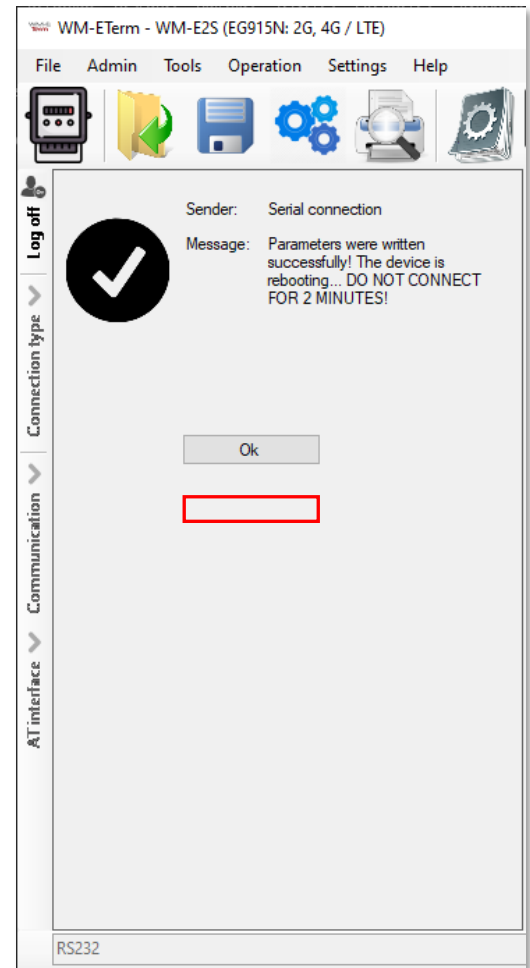 WM-ETerm - WM-E2S (EG915N: 2G, 4G / LTE)
File Admin Tools Operation Settings Help
Log off
Connection type
Communication
AT interface
Sender: Serial connection
Message: Parameters were written
successfully! The device is
rebooting... DO NOT CONNECT
FOR 2 MINUTES!
Ok
RS232